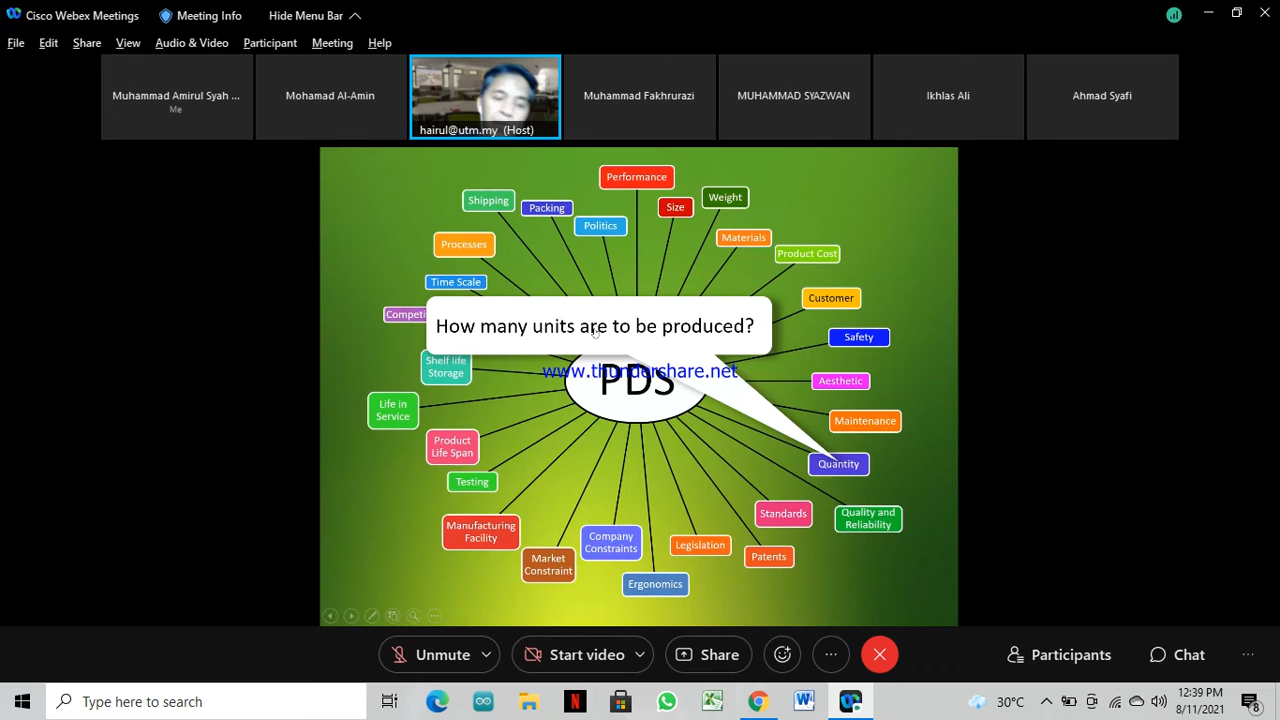 Cisco Webex Meetings
Meeting Info
Hide Menu Bar
File Edit Share View Audio & Video Participant Meeting Help
Muhammad Amirul Syah ...
Me
Mohamad Al-Amin
hairul@utm.my (Host)
Muhammad Fakhrurazi
MUHAMMAD SYAZWAN
Ikhlas Ali
Ahmad Syafi
Performance
Shipping
Packing
Politics
Size
Weight
Processes
Materials
Product Cost
Time Scale
Customer
Competi
How many units are to be produced?
Safety
Shelf life
Storage
www.thundershare.net
PDS
Aesthetic
Life in
Service
Maintenance
Product
Life Span
Quantity
Testing
Standards
Quality and
Reliability
Manufacturing
Facility
Company
Constraints
Legislation
Patents
Market
Constraint
Ergonomics
Unmute
Start video
Share
Participants
Chat
Type here to search
30°C
12:39 PM
8/11/2021
8